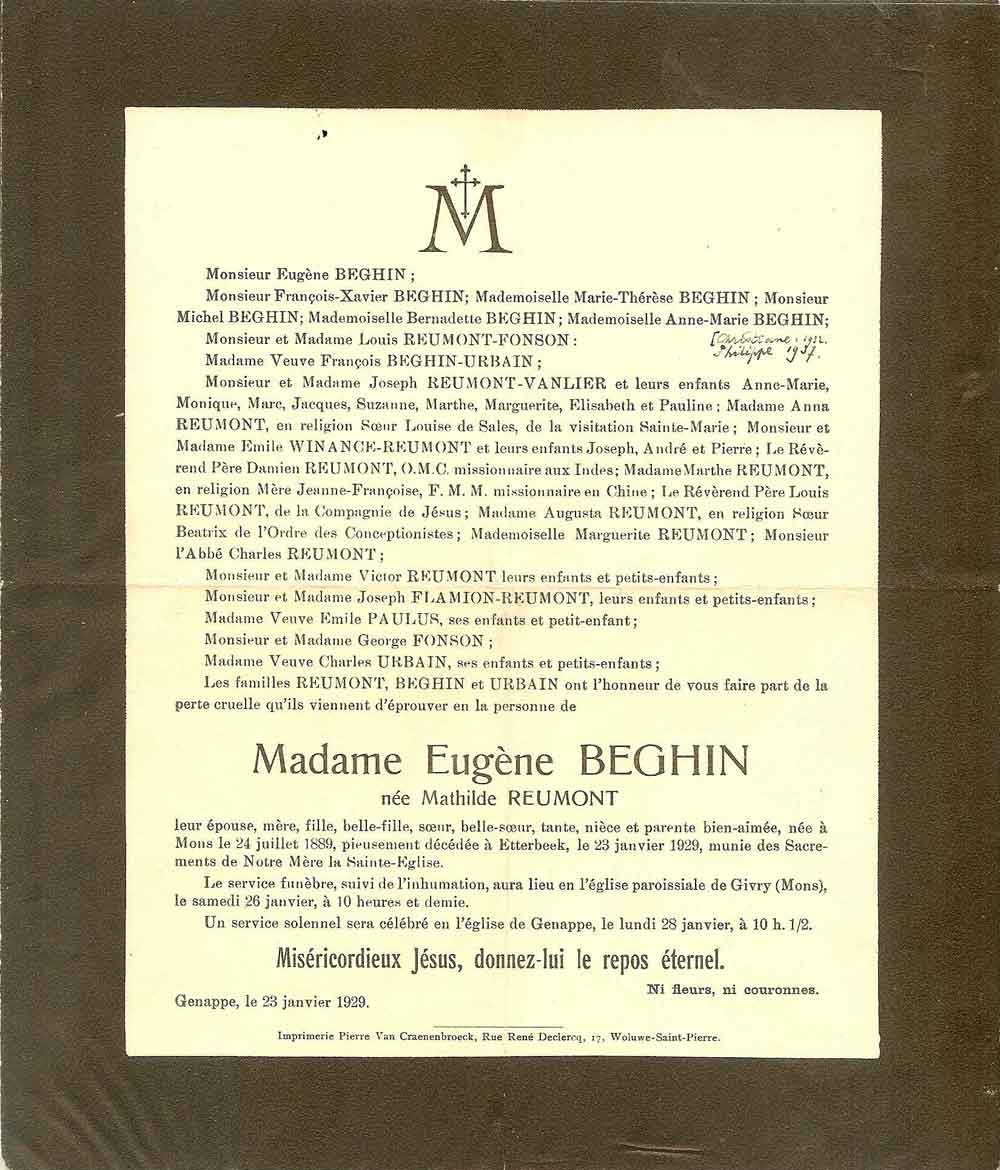 M
Monsieur Eugène BEGHIN ;
Monsieur François-Xavier BEGHIN; Mademoiselle Marie-Thérèse BEGHIN ; Monsieur
Michel BEGHIN; Mademoiselle Bernadette BEGHIN ; Mademoiselle Anne-Marie BEGHIN;
Monsieur et Madame Louis REUMONT-FONSON :
1932.
Philippe 1937.
Madame Veuve François BEGHIN-URBAIN ;
Monsieur et Madame Joseph REUMONT-VANLIER et leurs enfants Anne-Marie,
Monique, Marc, Jacques, Suzanne, Marthe, Marguerite, Elisabeth et Pauline ; Madame Anna
REUMONT, en religion Sœur Louise de Sales, de la visitation Sainte-Marie ; Monsieur et
Madame Emile WINANCE-REUMONT et leurs enfants Joseph, André et Pierre ; Le Révè-
rend Père Damien REUMONT, O.M.C. missionnaire aux Indes; Madame Marthe REUMONT,
en religion Mère Jeanne-Françoise, F. M. M. missionnaire en Chine ; Le Révèrend Père Louis
REUMONT, de la Compagnie de Jésus ; Madame Augusta REUMONT, en religion Sœur
Beatrix de l'Ordre des Conceptionistes ; Mademoiselle Marguerite REUMONT ; Monsieur
l'Abbé Charles REUMONT ;
Monsieur et Madame Victor REUMONT leurs enfants et petits-enfants ;
Monsieur et Madame Joseph FLAMION-REUMONT, leurs enfants et petits-enfants ;
Madame Veuve Emile PAULUS, ses enfants et petit-enfant ;
Monsieur et Madame George FONSON ;
Madame Veuve Charles URBAIN, ses enfants et petits-enfants ;
Les familles REUMONT, BEGHIN et URBAIN ont l'honneur de vous faire part de la
perte cruelle qu'ils viennent d'éprouver en la personne de
Madame Eugène BEGHIN
née Mathilde REUMONT
leur épouse, mère, fille, belle-fille, sœur, belle-sœur, tante, nièce et parente bien-aimée, née à
Mons le 24 juillet 1889, pieusement décédée à Etterbeek, le 23 janvier 1929, munie des Sacre-
ments de Notre Mère la Sainte-Eglise.
Le service funèbre, suivi de l'inhumation, aura lieu en l'église paroissiale de Givry (Mons),
le samedi 26 janvier, à 10 heures et demie.
Un service solennel sera célébré en l'église de Genappe, le lundi 28 janvier, à 10 h. 1/2.
Miséricordieux Jésus, donnez-lui le repos éternel.
Ni fleurs, ni couronnes.
Genappe, le 23 janvier 1929.
Imprimerie Pierre Van Craenenbroeck, Rue René Declercq, 17, Woluwe-Saint-Pierre.